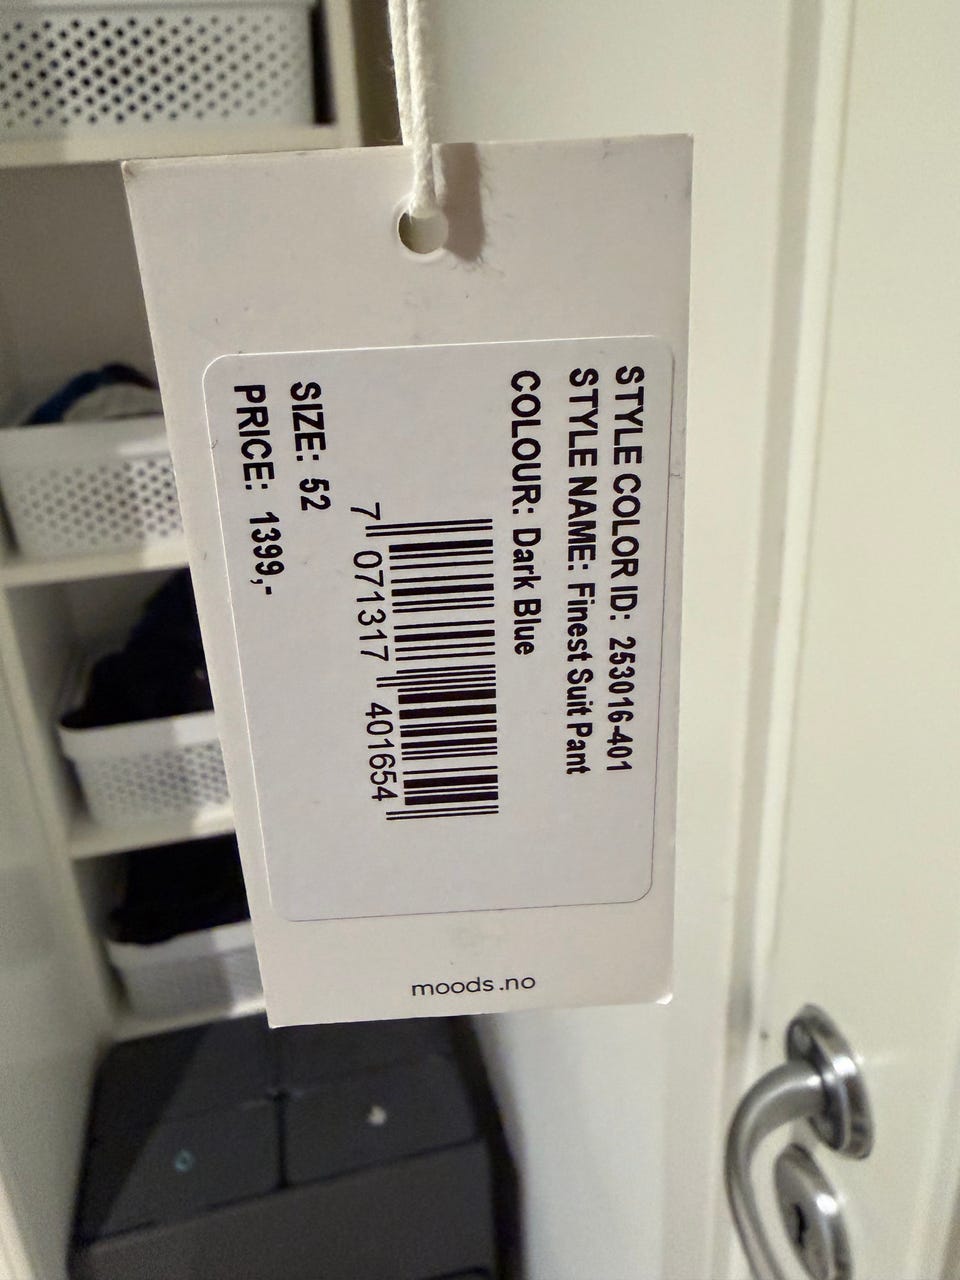 STYLE COLOR ID: 253016-401
STYLE NAME: Finest Suit Pant
COLOUR: Dark Blue
7 071317 401654
SIZE: 52
PRICE: 1399,-
moods.no